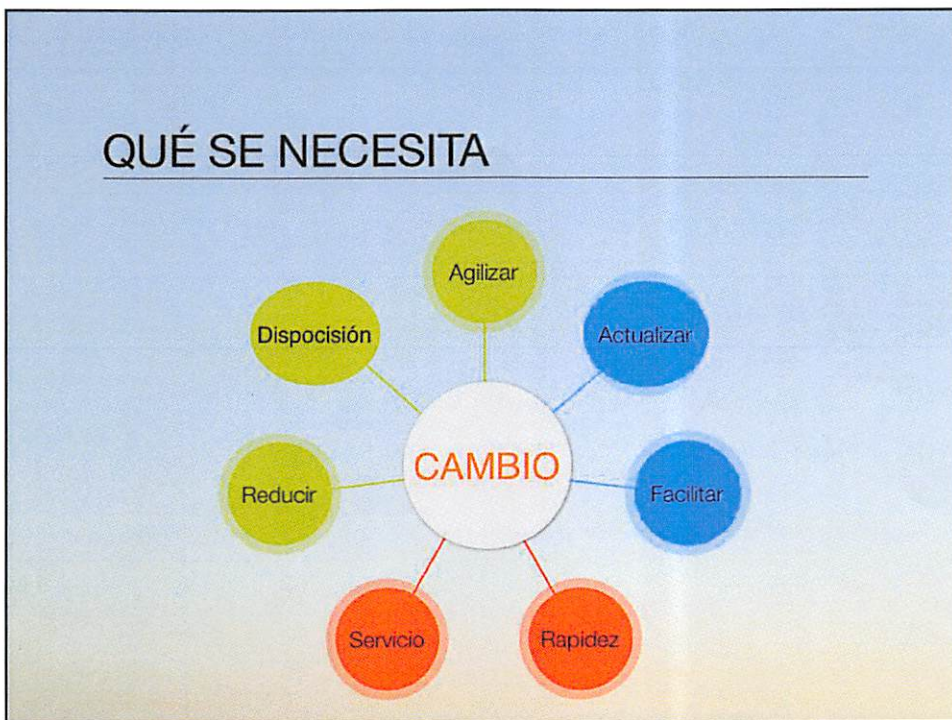 QUÉ SE NECESITA
Agilizar
Dispocisión
Actualizar
CAMBIO
Reducir
Facilitar
Servicio
Rapidez